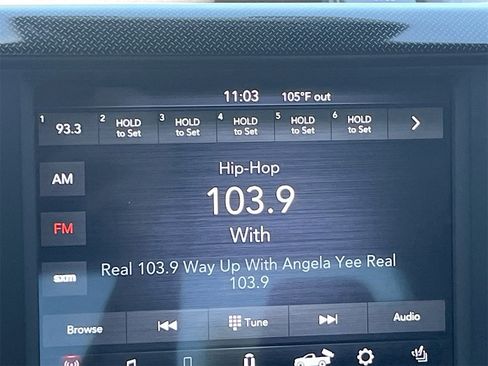 11:03 105°F out
1 93.3 2 HOLD to Set 3 HOLD to Set 4 HOLD to Set 5 HOLD to Set 6 HOLD to Set
AM
Hip-Hop
103.9
FM
With
Real 103.9 Way Up With Angela Yee Real
103.9
sxm
Browse Tune Audio